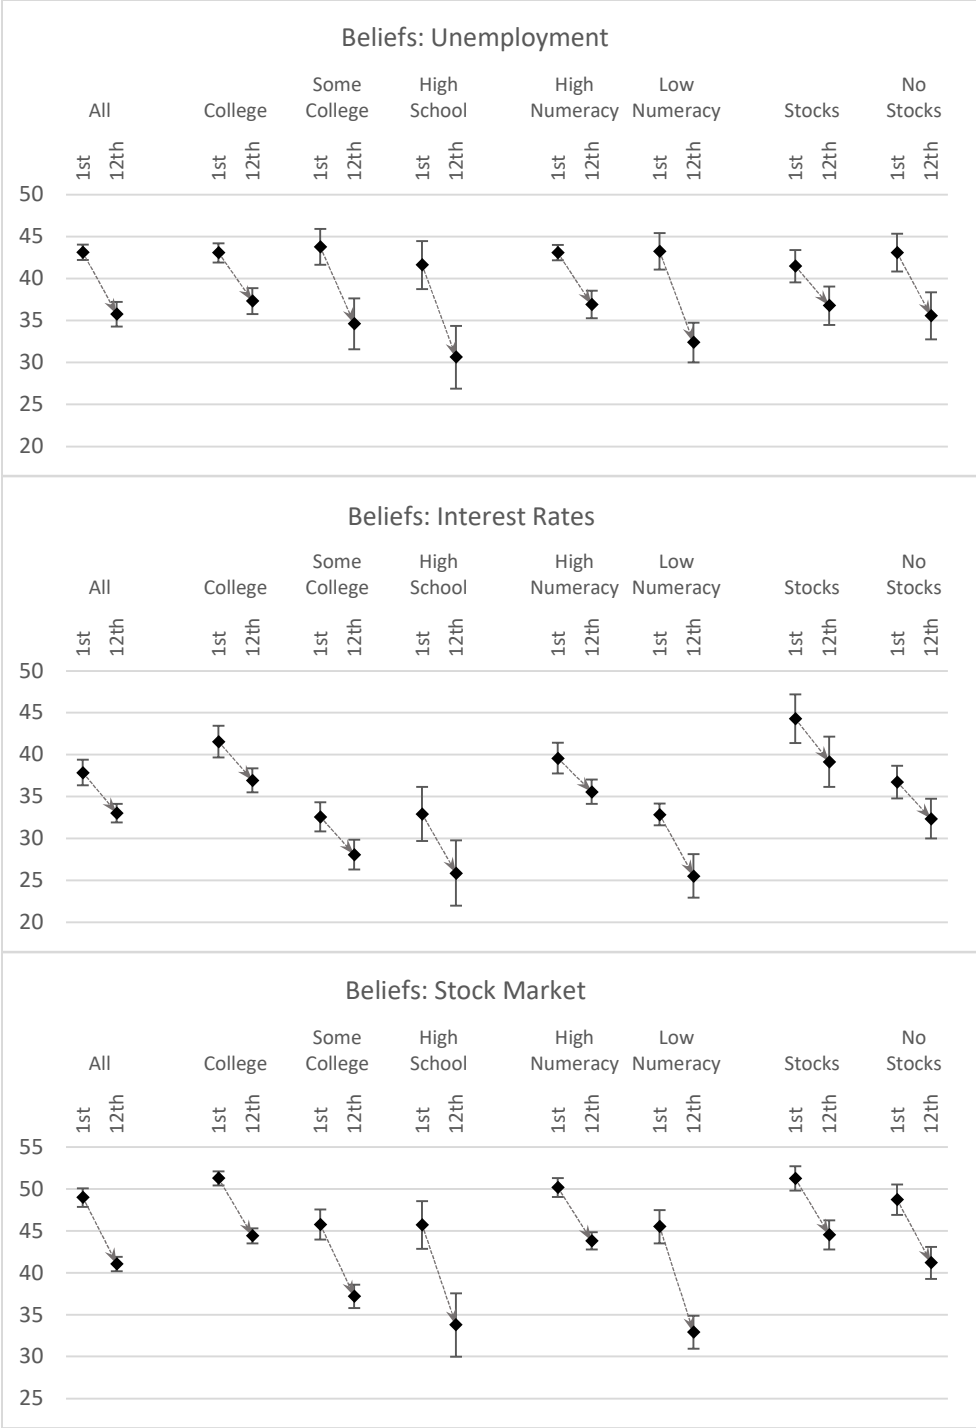 Beliefs: Unemployment
Some High High Low No
All College College School Numeracy Numeracy Stocks Stocks
1st 12th 1st 12th 1st 12th 1st 12th 1st 12th 1st 12th 1st 12th 1st 12th
50
45
40
35
30
25
20
Beliefs: Interest Rates
Some High High Low No
All College College School Numeracy Numeracy Stocks Stocks
1st 12th 1st 12th 1st 12th 1st 12th 1st 12th 1st 12th 1st 12th 1st 12th
50
45
40
35
30
25
20
Beliefs: Stock Market
Some High High Low No
All College College School Numeracy Numeracy Stocks Stocks
1st 12th 1st 12th 1st 12th 1st 12th 1st 12th 1st 12th 1st 12th 1st 12th
55
50
45
40
35
30
25